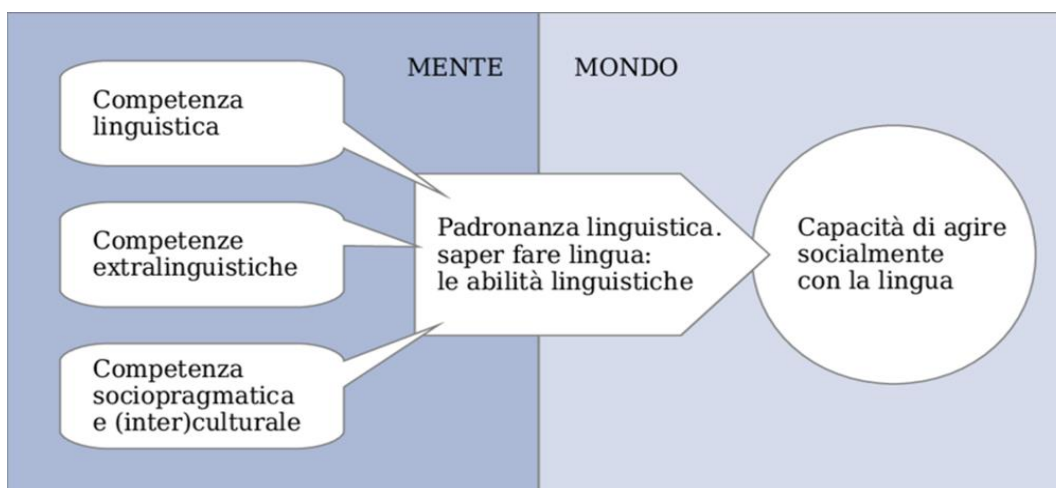 MENTE
MONDO
Competenza
linguistica
Competenze
extralinguistiche
Competenza
sociopragmatica
e (inter)culturale
Padronanza linguistica.
saper fare lingua:
le abilità linguistiche
Capacità di agire
socialmente
con la lingua